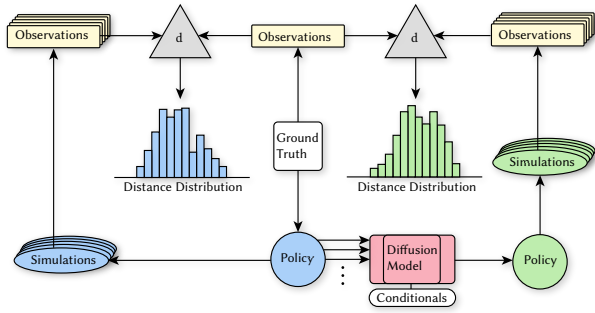 Observations
d
Observations
d
Observations
Ground
Truth
Simulations
Distance Distribution
Distance Distribution
Simulations
Policy
Diffusion
Model
Policy
Conditionals